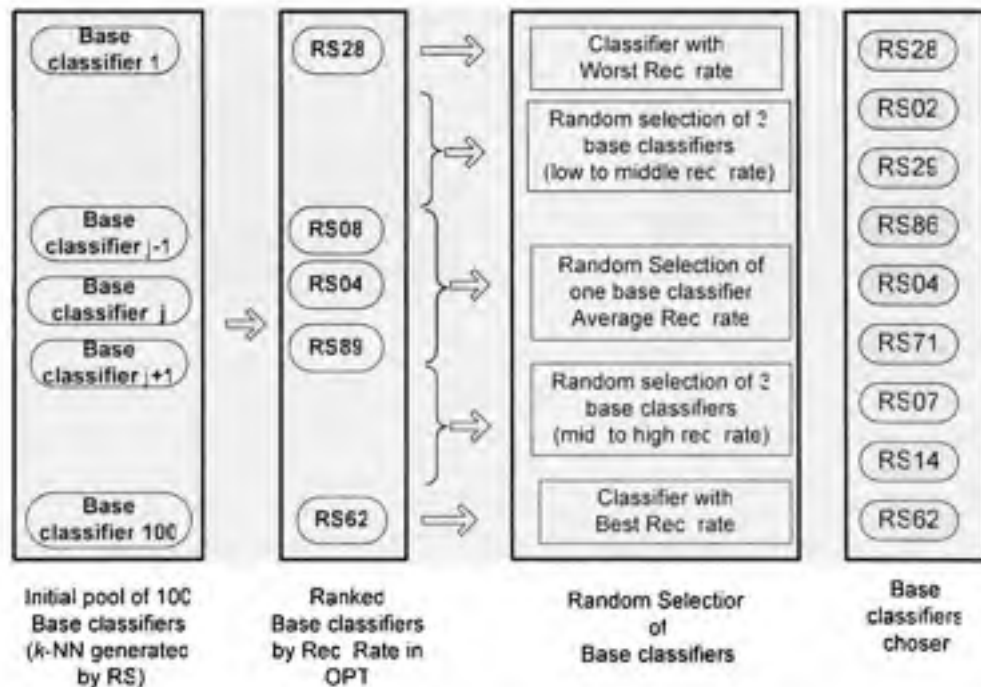 Base
classifier 1
Base
classifier j-1
Base
classifier j
Base
classifier j+1
Base
classifier 100
Initial pool of 100
Base classifiers
(k-NN generated
by RS)
RS28
RS08
RS04
RS89
RS62
Ranked
Base classifiers
by Rec Rate in
OPT
Classifier with
Worst Rec rate
Random selection of 3
base classifiers
(low to middle rec rate)
Random Selection of
one base classifier
Average Rec rate
Random selection of 3
base classifiers
(mid to high rec rate)
Classifier with
Best Rec rate
Random Selection
of
Base classifiers
RS28
RS02
RS29
RS86
RS04
RS71
RS07
RS14
RS62
Base
classifiers
chosen